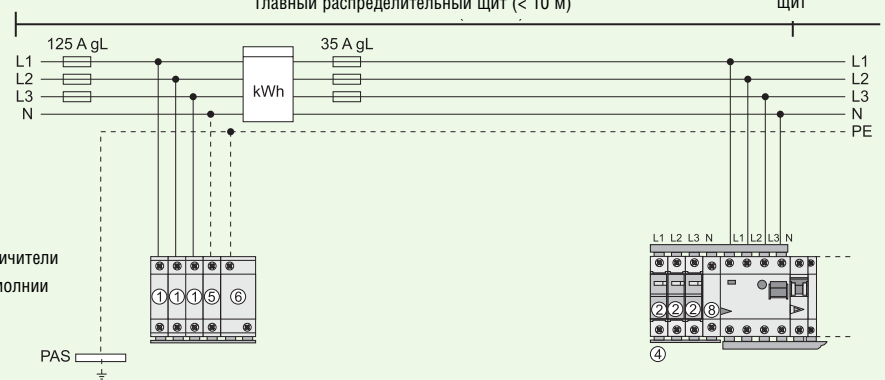 Главный распределительный щит (< 10 м)
щит
125 A gL
35 A gL
L1
L2
L3
N
kWh
L1
L2
L3
N
PE
L1 L2 L3 N L1 L2 L3 N
ичители
молнии
1 1 1 5 6
2 2 2 8
4
PAS